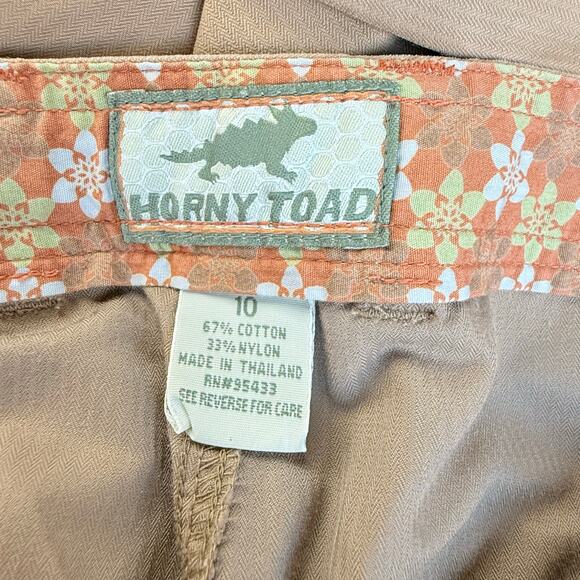 HORNY TOAD
10
67% COTTON
33% NYLON
MADE IN THAILAND
RN#95433
SEE REVERSE FOR CARE